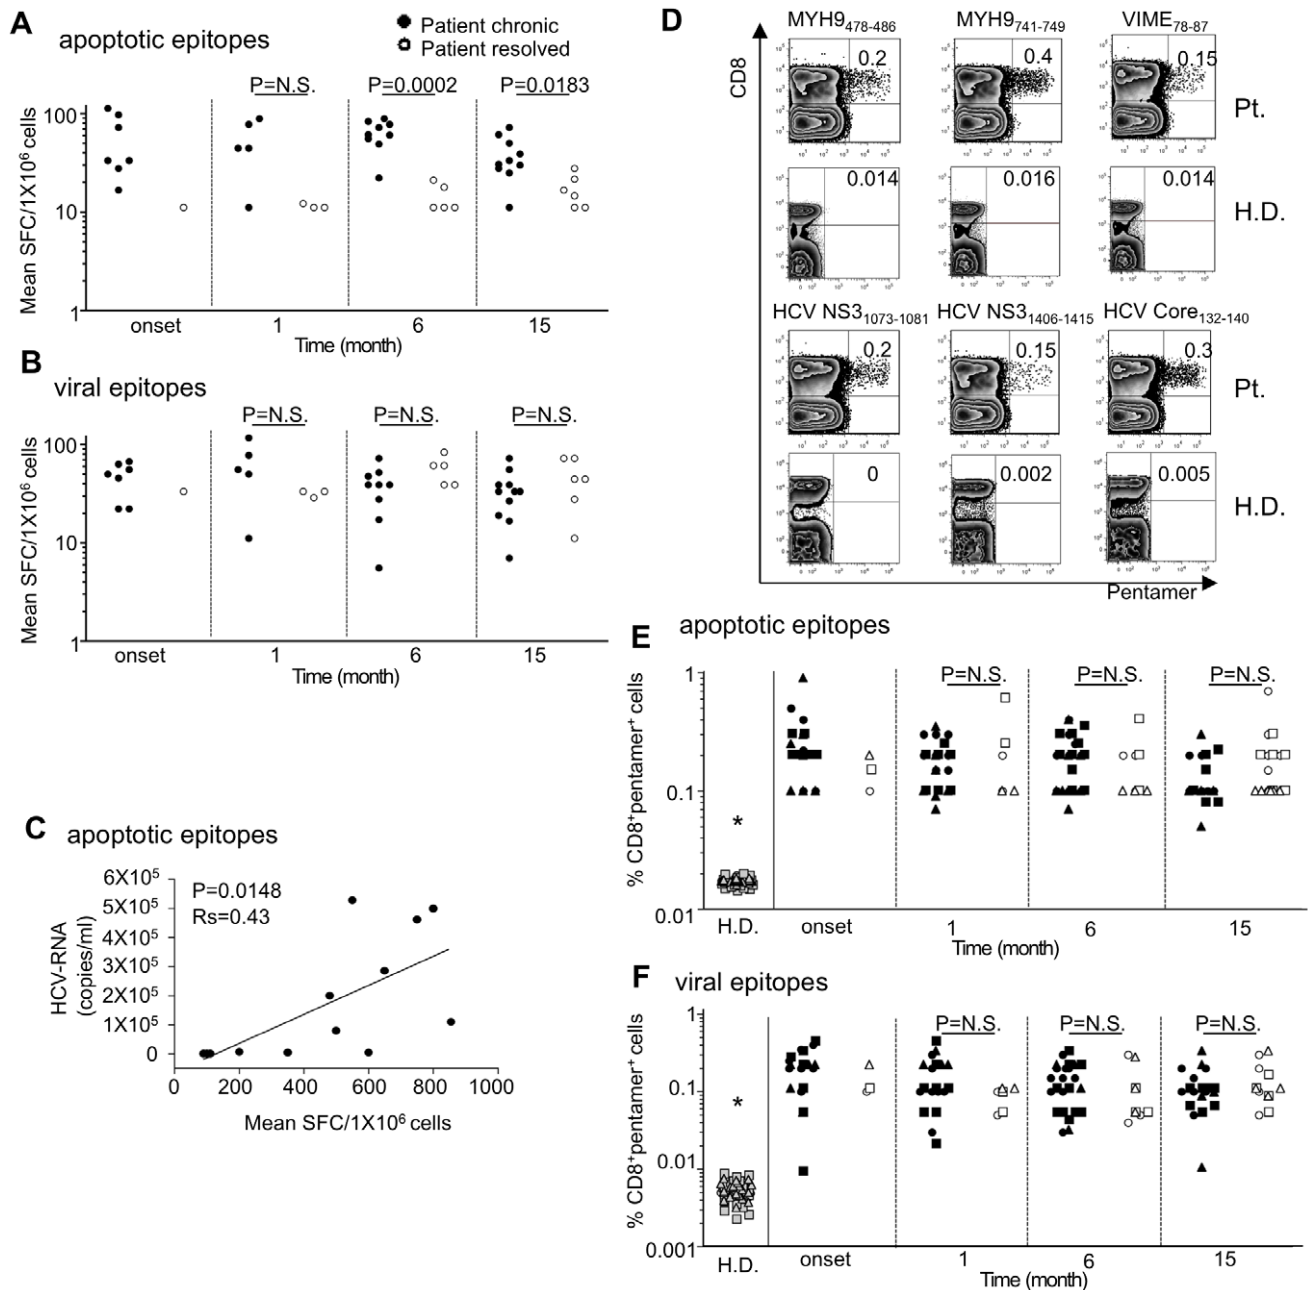 A
apoptotic epitopes
Patient chronic
Patient resolved
P=N.S.
P=0.0002
P=0.0183
Mean SFC/1X10⁶ cells
100
10
1
onset
1
6
15
Time (month)
B
viral epitopes
P=N.S.
P=N.S.
P=N.S.
Mean SFC/1X10⁶ cells
100
10
1
onset
1
6
15
Time (month)
C
apoptotic epitopes
P=0.0148
Rs=0.43
HCV-RNA
(copies/ml)
6X10⁵
5X10⁵
4X10⁵
3X10⁵
2X10⁵
1X10⁵
0
0
200
400
600
800
1000
Mean SFC/1X10⁶ cells
D
CD8
MYH9₄₇₈₋₄₈₆
MYH9₇₄₁₋₇₄₉
VIME₇₈₋₈₇
0.2
0.4
0.15
Pt.
0.014
0.016
0.014
H.D.
HCV NS3₁₀₇₃₋₁₀₈₁
HCV NS3₁₄₀₆₋₁₄₁₅
HCV Core₁₃₂₋₁₄₀
0.2
0.15
0.3
Pt.
0
0.002
0.005
H.D.
Pentamer
E
apoptotic epitopes
P=N.S.
P=N.S.
P=N.S.
% CD8⁺pentamer⁺ cells
1
0.1
0.01
*
H.D.
onset
1
6
15
Time (month)
F
viral epitopes
P=N.S.
P=N.S.
P=N.S.
% CD8⁺pentamer⁺ cells
1
0.1
0.01
0.001
*
H.D.
onset
1
6
15
Time (month)